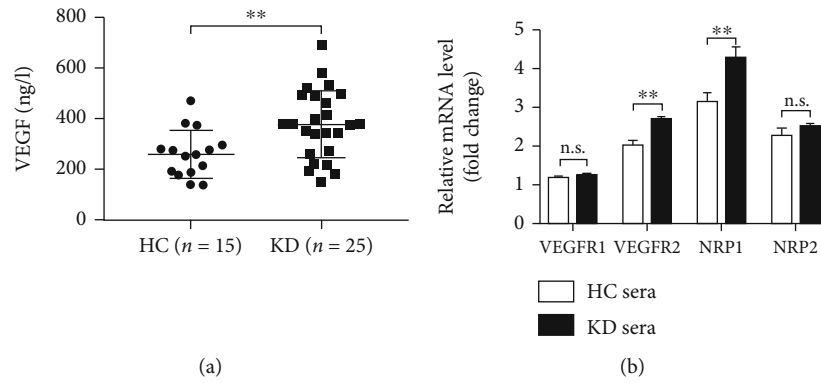 **
800
600
400
200
0
VEGF (ng/l)
HC (n = 15)
KD (n = 25)
(a)
5
4
3
2
1
0
Relative mRNA level
(fold change)
n.s.
**
**
n.s.
VEGFR1
VEGFR2
NRP1
NRP2
HC sera
KD sera
(b)